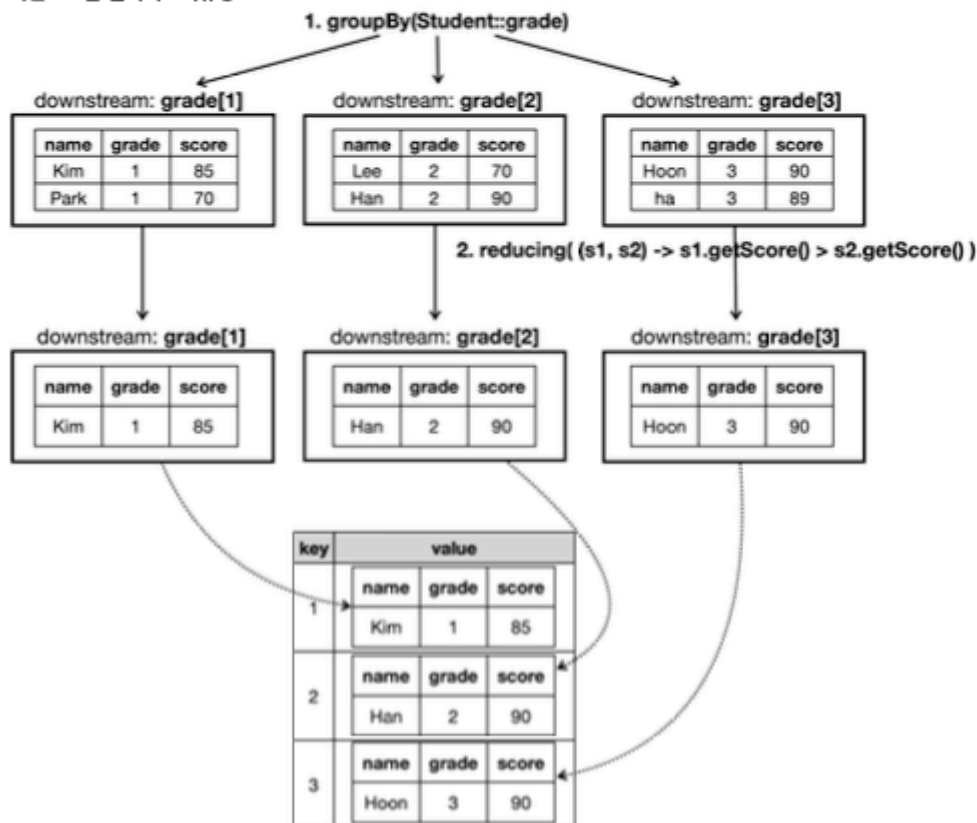 1. groupBy(Student::grade)
downstream: grade[1] downstream: grade[2] downstream: grade[3]
name grade score name grade score name grade score
Kim 1 85 Lee 2 70 Hoon 3 90
Park 1 70 Han 2 90 ha 3 89
2. reducing( (s1, s2) -> s1.getScore() > s2.getScore() )
downstream: grade[1] downstream: grade[2] downstream: grade[3]
name grade score name grade score name grade score
Kim 1 85 Han 2 90 Hoon 3 90
key value
name grade score
1
Kim 1 85
name grade score
2
Han 2 90
name grade score
3
Hoon 3 90